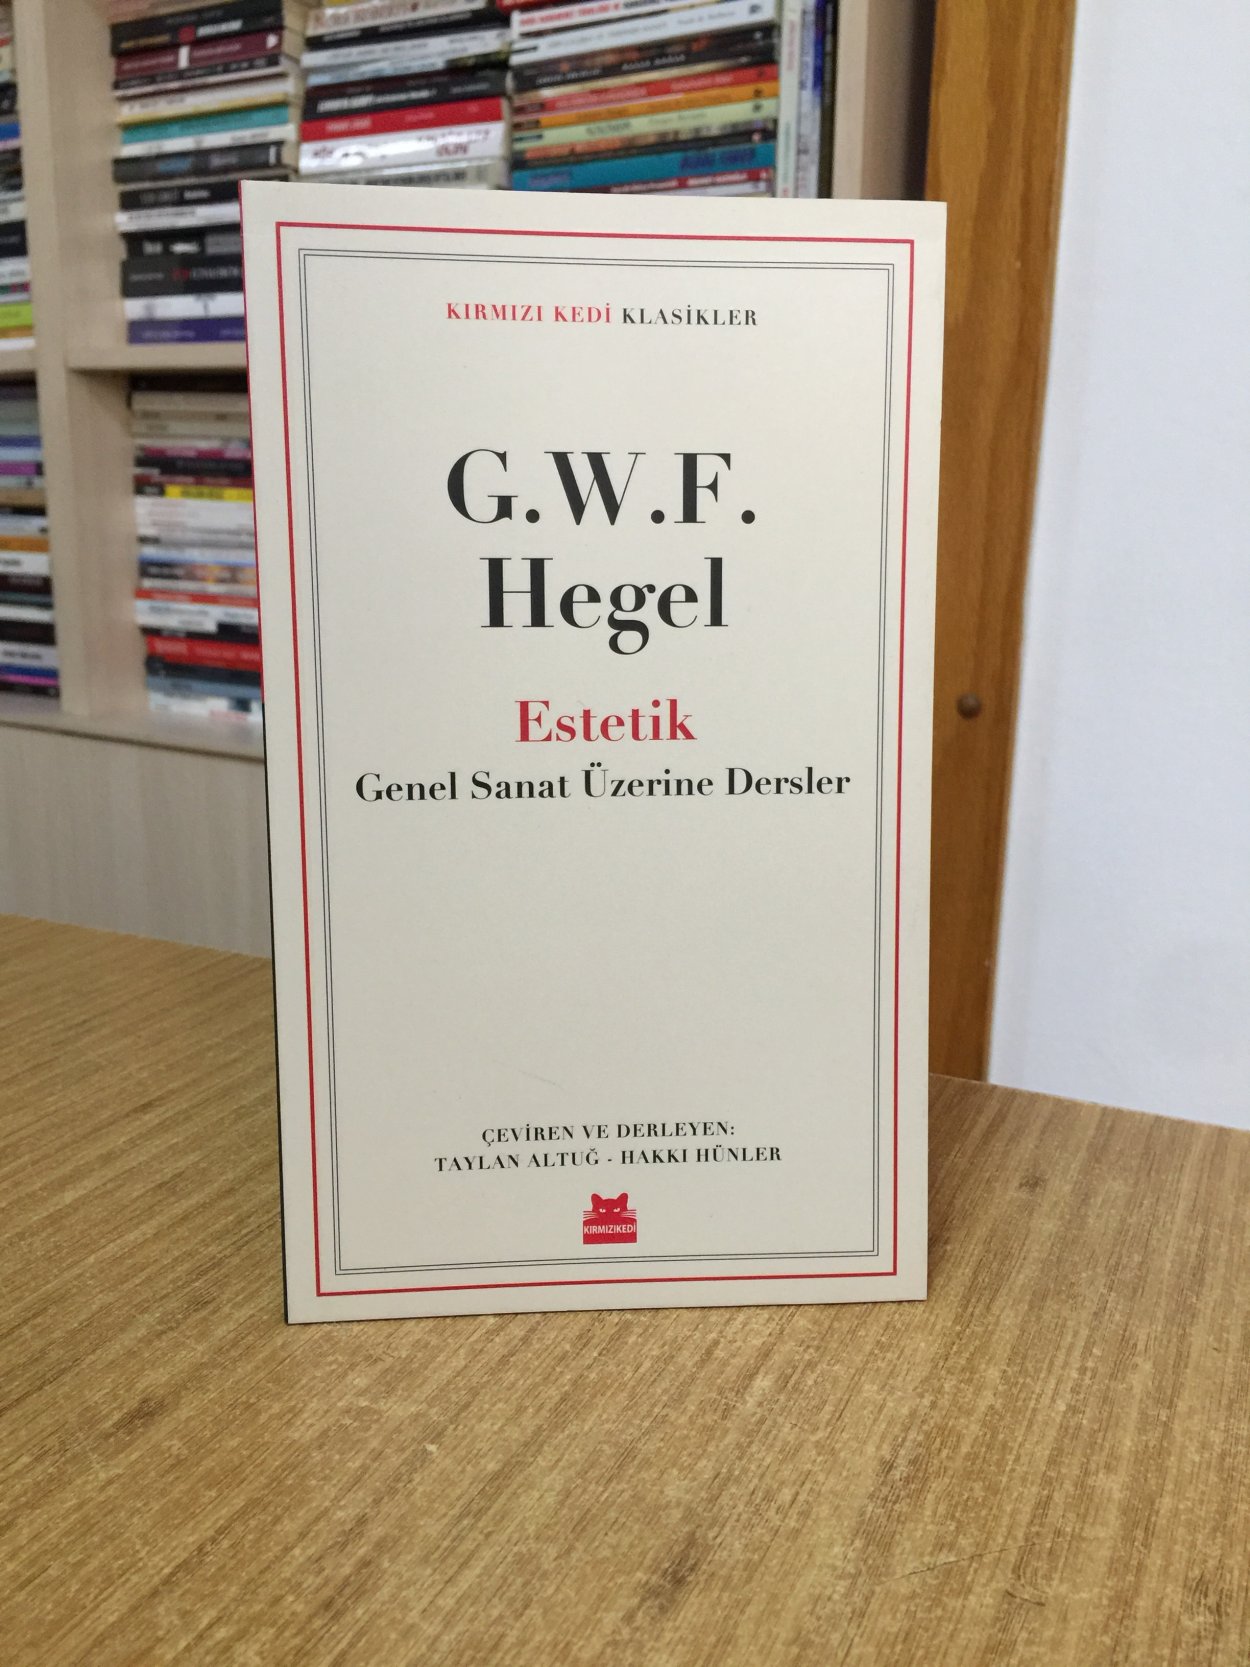 KIRMIZI KEDİ KLASİKLER
G.W.F.
Hegel
Estetik
Genel Sanat Üzerine Dersler
ÇEVİREN VE DERLEYEN:
TAYLAN ALTUĞ - HAKKI HÜNLER
KIRMIZIKEDİ